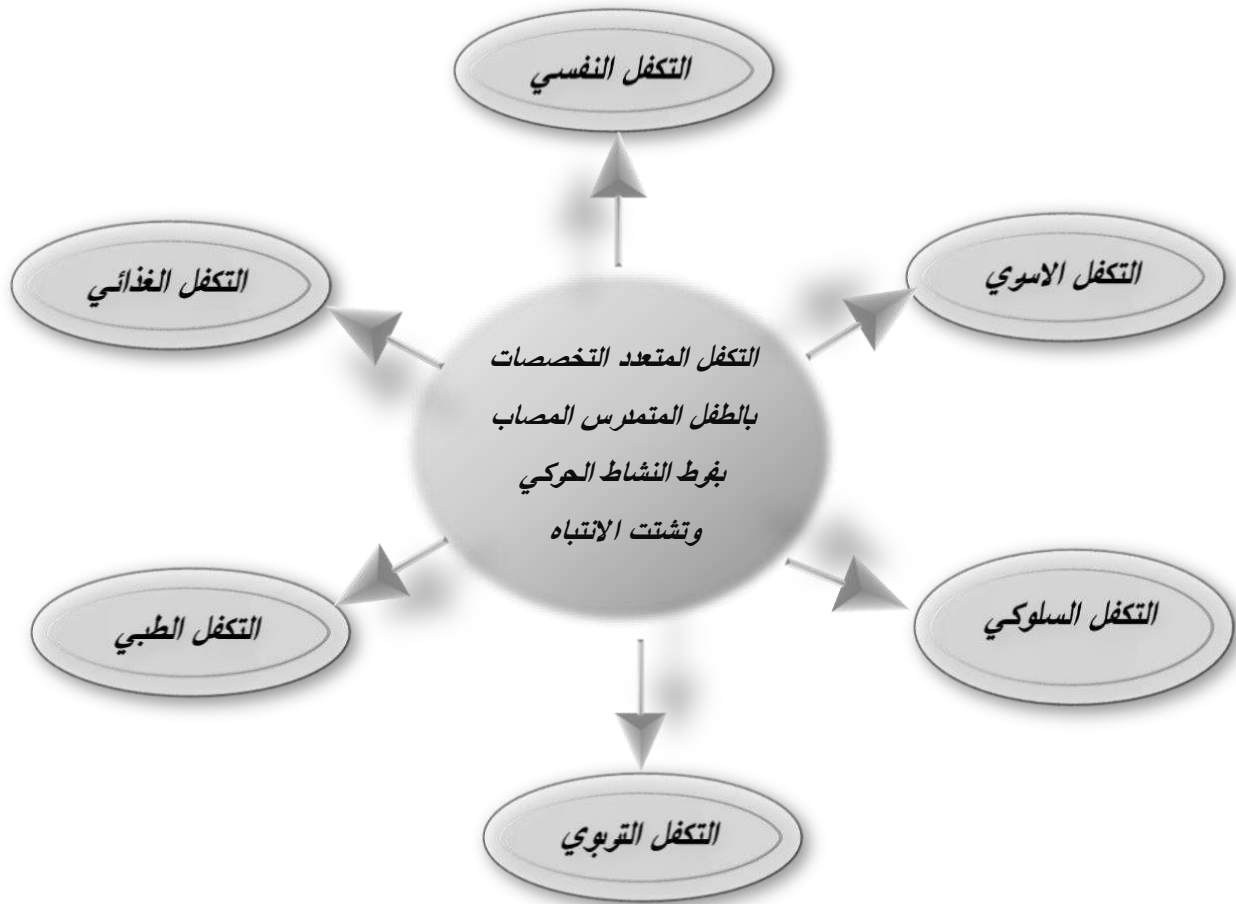 التكفل النفسي
التكفل الاسري
التكفل الغذائي
التكفل المتعدد التخصصات
بالطفل المتمدرس المصاب
بفرط النشاط الحركي
وتشتت الانتباه
التكفل السلوكي
التكفل الطبي
التكفل التربوي